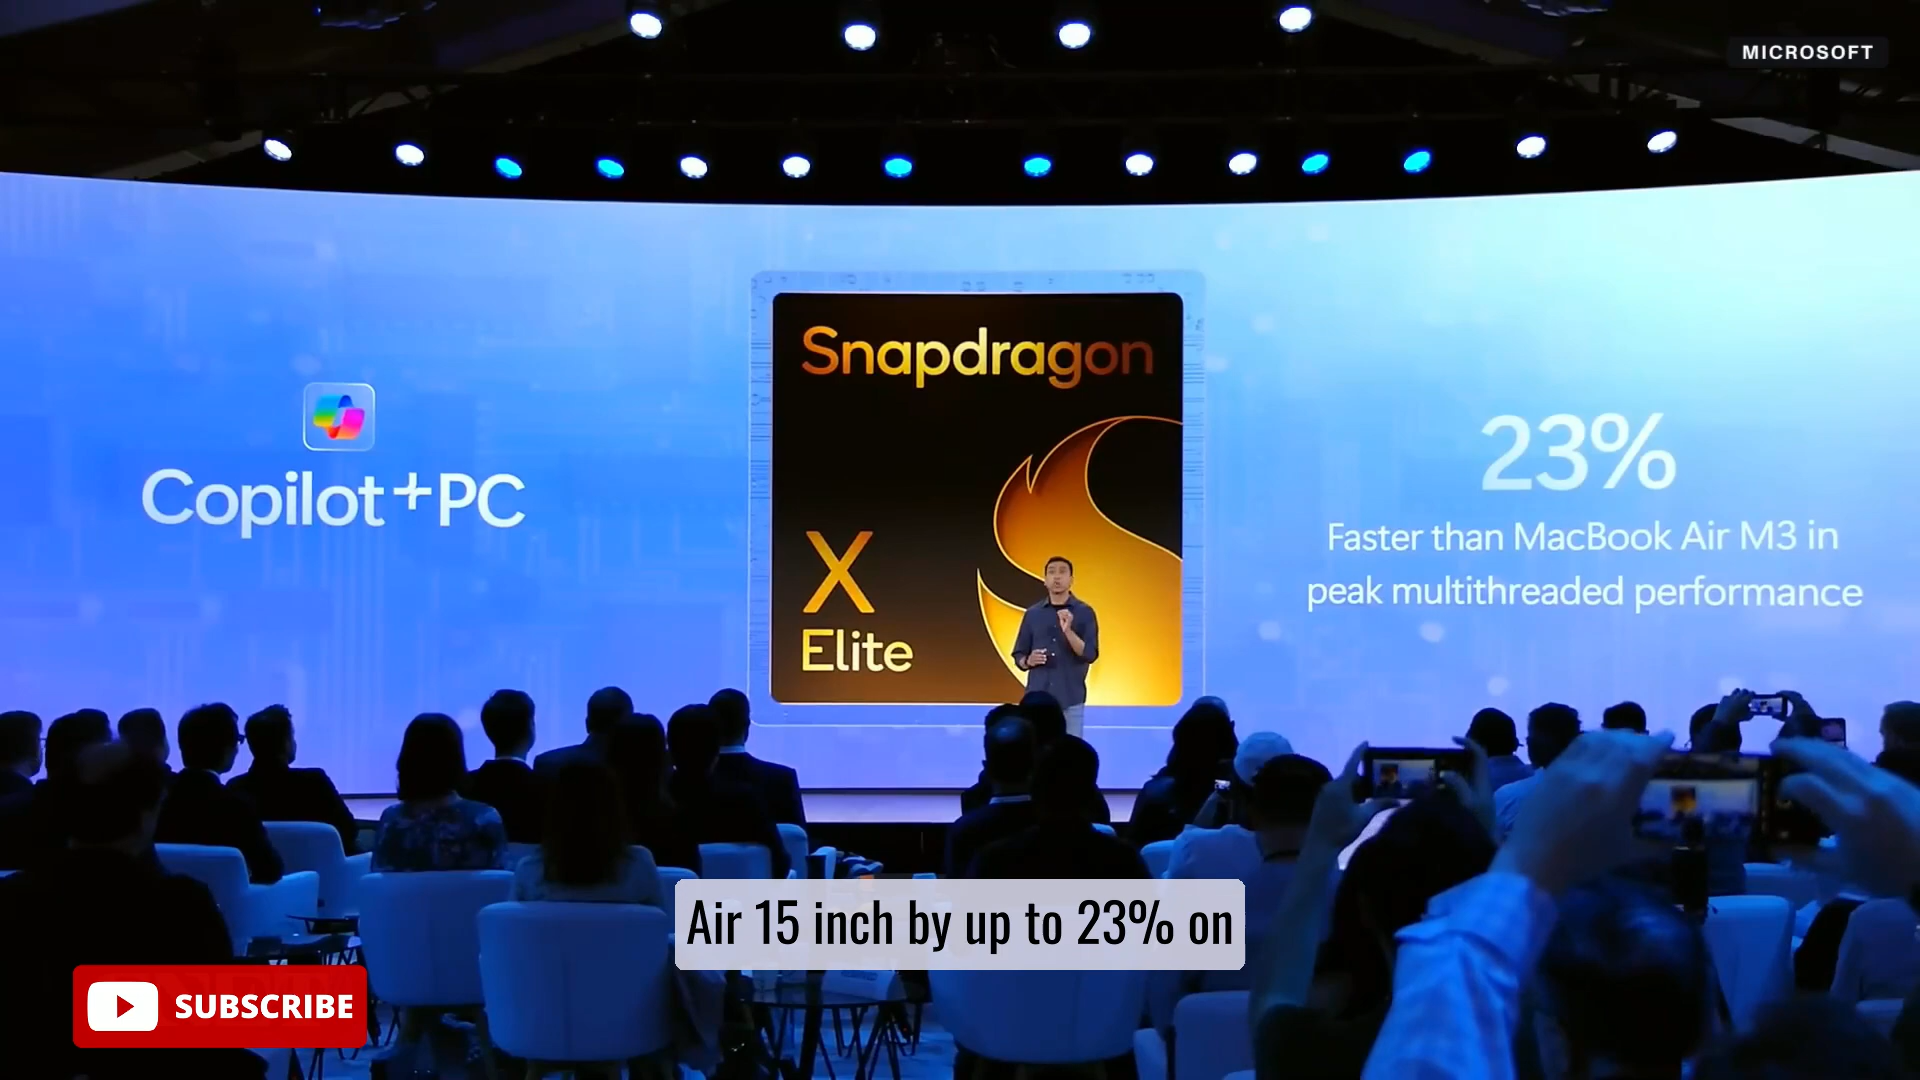 MICROSOFT
Snapdragon
X
Elite
Copilot+PC
23%
Faster than MacBook Air M3 in
peak multithreaded performance
Air 15 inch by up to 23% on
SUBSCRIBE